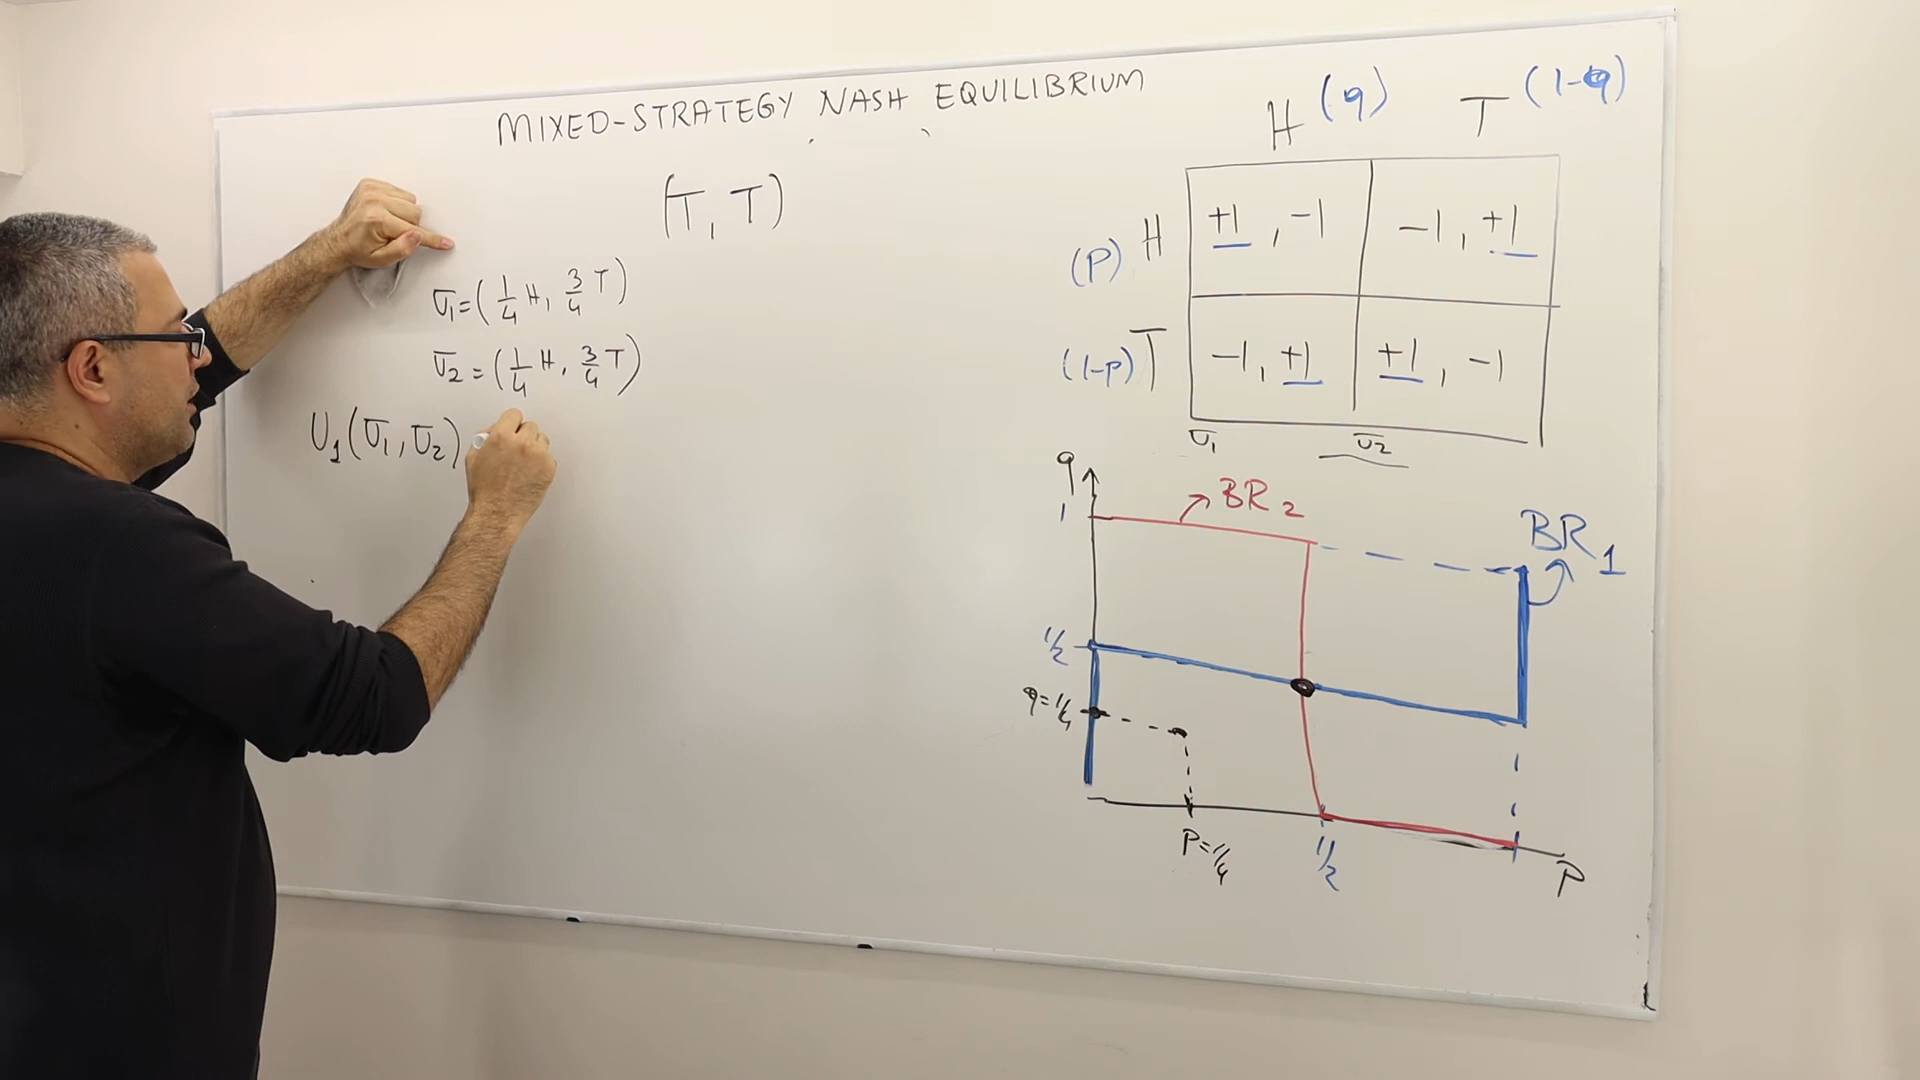 MIXED-STRATEGY NASH EQUILIBRIUM
(T, T)
σ1=(1/4 H, 3/4 T)
σ2=(1/4 H, 3/4 T)
U1(σ1,σ2)
H (q) T (1-q)
(P) H +1, -1 -1, +1
(1-P) T -1, +1 +1, -1
σ1 σ2
q
1
BR2
BR1
1/2
q=1/4
P=1/4
1/2
P